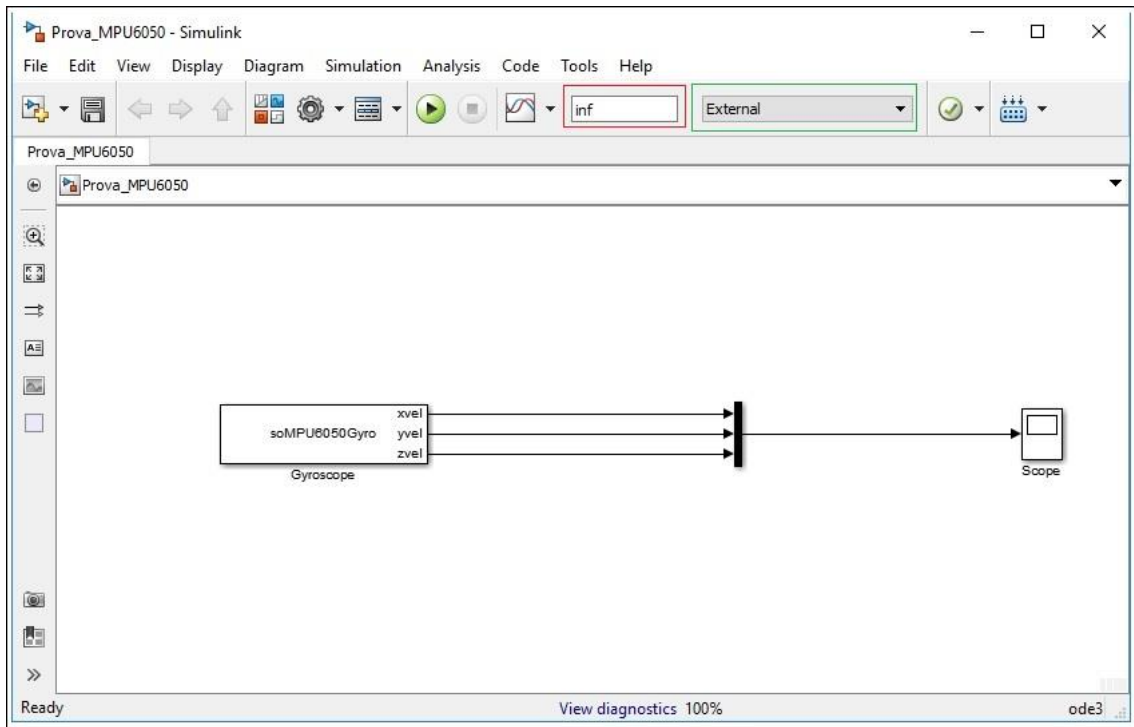 Prova_MPU6050 - Simulink
File Edit View Display Diagram Simulation Analysis Code Tools Help
inf External
Prova_MPU6050
Prova_MPU6050
A
xvel
soMPU6050Gyro yvel
zvel
Gyroscope
Scope
Ready View diagnostics 100% ode3